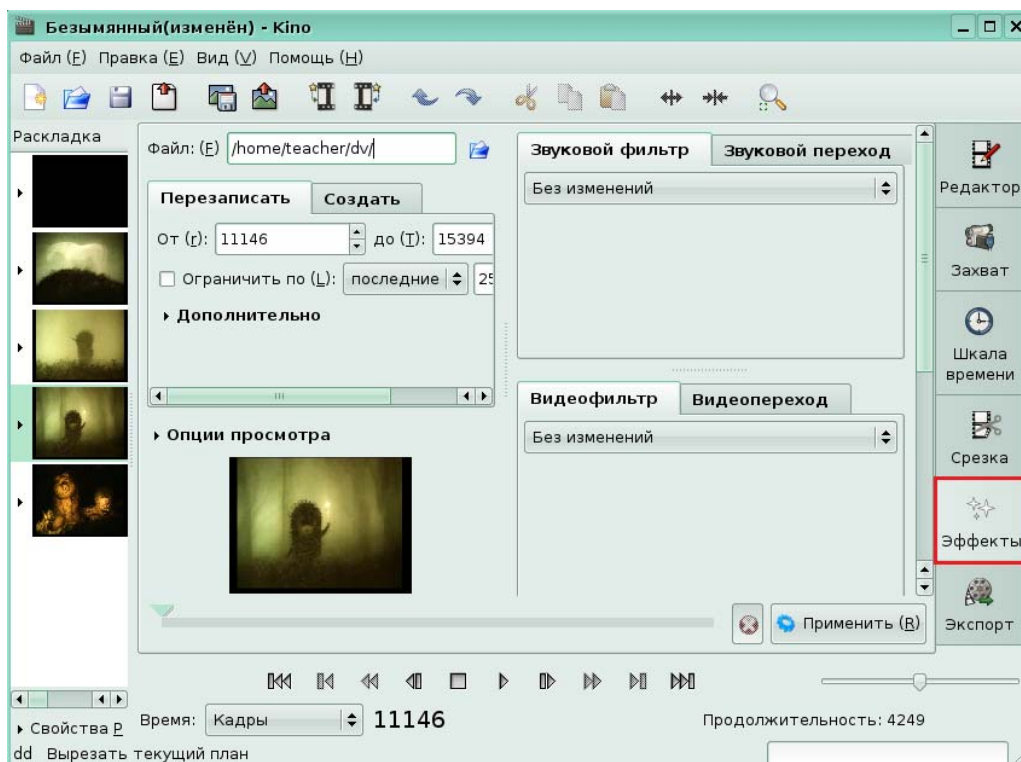 Безымянный(изменён) - Kino
Файл (F) Правка (E) Вид (V) Помощь (H)
Раскладка
Файл: (F) /home/teacher/dv/
Перезаписать Создать
От (r): 11146 до (T): 15394
Ограничить по (L): последние 25
Дополнительно
Опции просмотра
Звуковой фильтр Звуковой переход
Без изменений
Видеофильтр Видеопереход
Без изменений
Применить (R)
Редактор
Захват
Шкала
времени
Срезка
Эффекты
Экспорт
Свойства Р
Время: Кадры 11146 Продолжительность: 4249
dd Вырезать текущий план